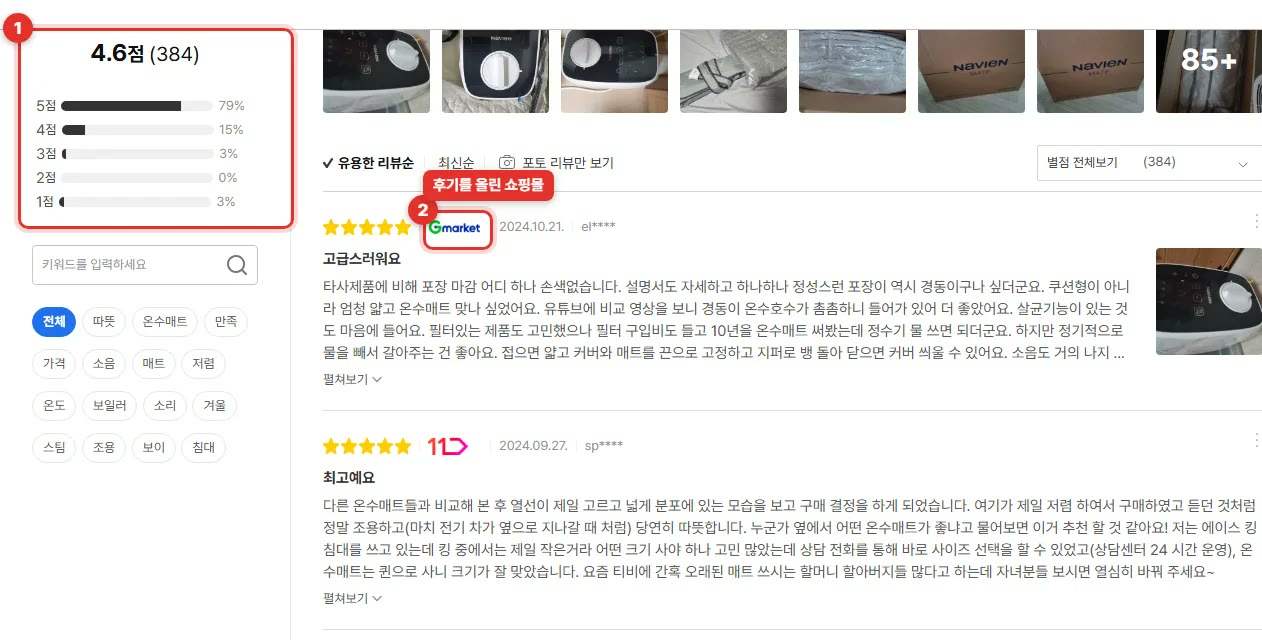 1
4.6점 (384)
5점 79%
4점 15%
3점 3%
2점 0%
1점 3%
키워드를 입력하세요
전체 따뜻 온수매트 만족
가격 소음 매트 저렴
온도 보일러 소리 겨울
스팀 조용 보이 침대
NAVIEN
NAVIEN
NAVIEN MATE
NAVIEN MATE
85+
유용한 리뷰순 최신순 포토 리뷰만 보기
별점 전체보기 (384)
후기를 올린 쇼핑몰
2
Gmarket 2024.10.21. el****
고급스러워요
타사제품에 비해 포장 마감 어디 하나 손색없습니다. 설명서도 자세하고 하나하나 정성스런 포장이 역시 경동이구나 싶더군요. 쿠션형이 아니
라 엄청 얇고 온수매트 맞나 싶었어요. 유튜브에 비교 영상을 보니 경동이 온수호수가 촘촘하니 들어가 있어 더 좋았어요. 살균기능이 있는 것
도 마음에 들어요. 필터있는 제품도 고민했으나 필터 구입비도 들고 10년을 온수매트 써봤는데 정수기 물 쓰면 되더군요. 하지만 정기적으로
물을 빼서 갈아주는 건 좋아요. 접으면 얇고 커버와 매트를 끈으로 고정하고 지퍼로 뱅 돌아 닫으면 커버 씌울 수 있어요. 소음도 거의 나지 ...
펼쳐보기
11 2024.09.27. sp****
최고예요
다른 온수매트들과 비교해 본 후 열선이 제일 고르고 넓게 분포에 있는 모습을 보고 구매 결정을 하게 되었습니다. 여기가 제일 저렴 하여서 구매하였고 듣던 것처럼
정말 조용하고(마치 전기 차가 옆으로 지나갈 때 처럼) 당연히 따뜻합니다. 누군가 옆에서 어떤 온수매트가 좋냐고 물어보면 이거 추천 할 것 같아요! 저는 에이스 킹
침대를 쓰고 있는데 킹 중에서는 제일 작은거라 어떤 크기 사야 하나 고민 많았는데 상담 전화를 통해 바로 사이즈 선택을 할 수 있었고(상담센터 24 시간 운영), 온
수매트는 퀸으로 사니 크기가 잘 맞았습니다. 요즘 티비에 간혹 오래된 매트 쓰시는 할머니 할아버지들 많다고 하는데 자녀분들 보시면 열심히 바꿔 주세요~
펼쳐보기